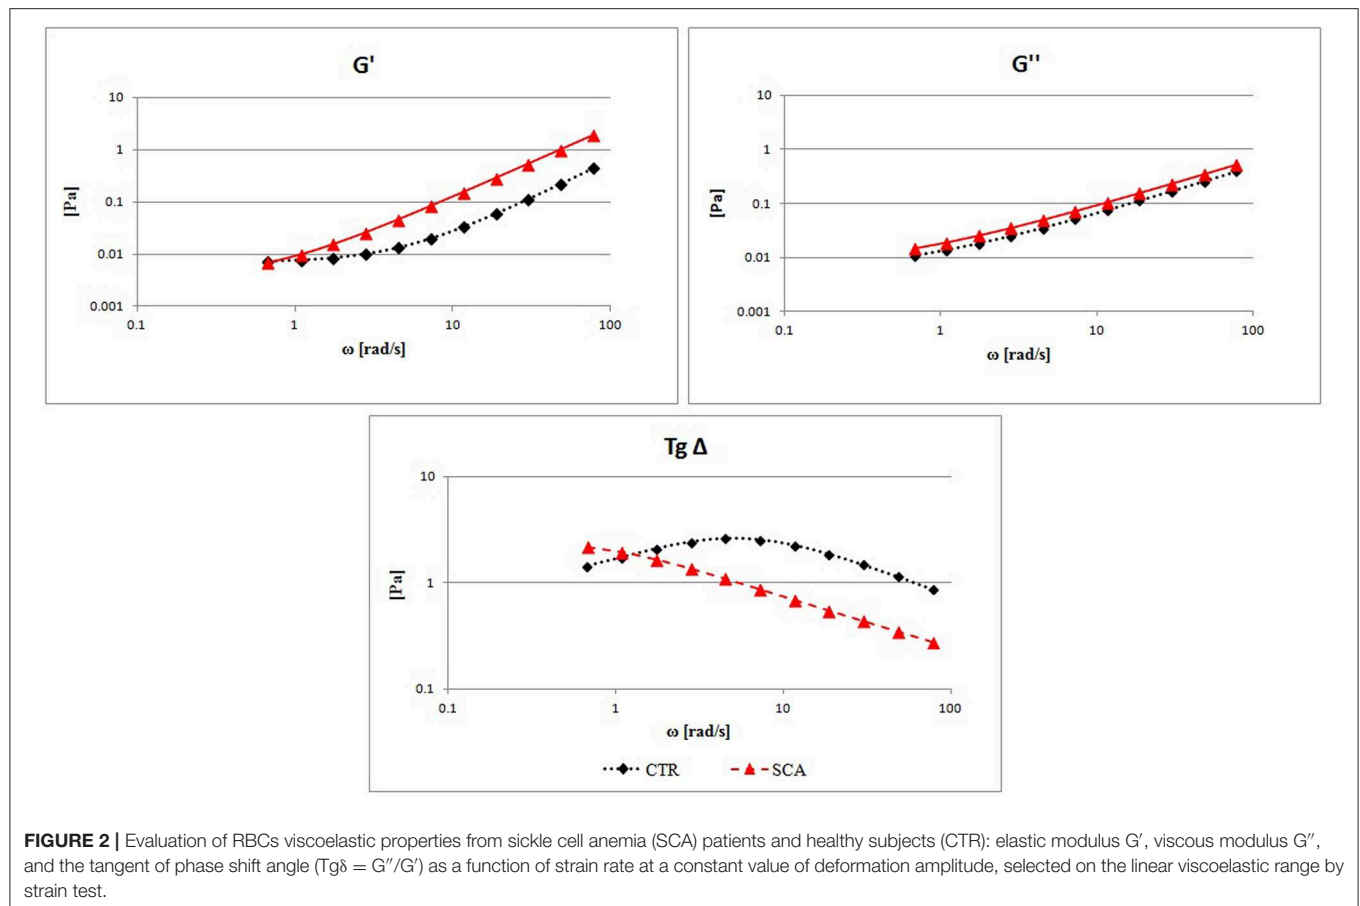 G'
10
1
0.1
0.01
0.001
[Pa]
0.1 1 10 100
ω [rad/s]
G''
10
1
0.1
0.01
0.001
[Pa]
0.1 1 10 100
ω [rad/s]
Tg Δ
10
1
0.1
[Pa]
0.1 1 10 100
ω [rad/s]
CTR SCA
FIGURE 2 | Evaluation of RBCs viscoelastic properties from sickle cell anemia (SCA) patients and healthy subjects (CTR): elastic modulus G′, viscous modulus G″,
and the tangent of phase shift angle (Tgδ = G″/G′) as a function of strain rate at a constant value of deformation amplitude, selected on the linear viscoelastic range by
strain test.